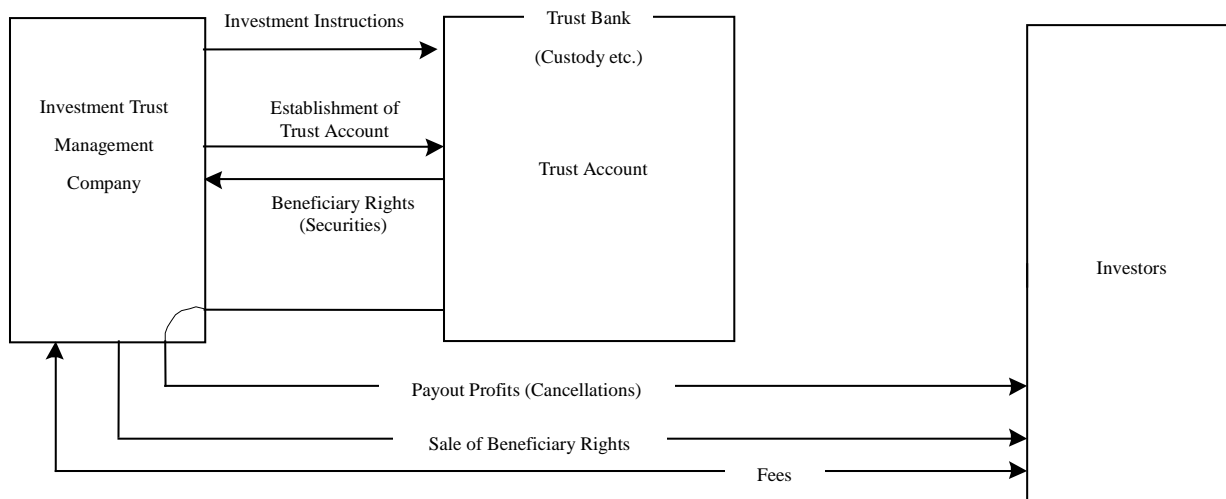 Investment Instructions
Trust Bank
(Custody etc.)
Investment Trust
Management
Company
Establishment of
Trust Account
Trust Account
Beneficiary Rights
(Securities)
Investors
Payout Profits (Cancellations)
Sale of Beneficiary Rights
Fees